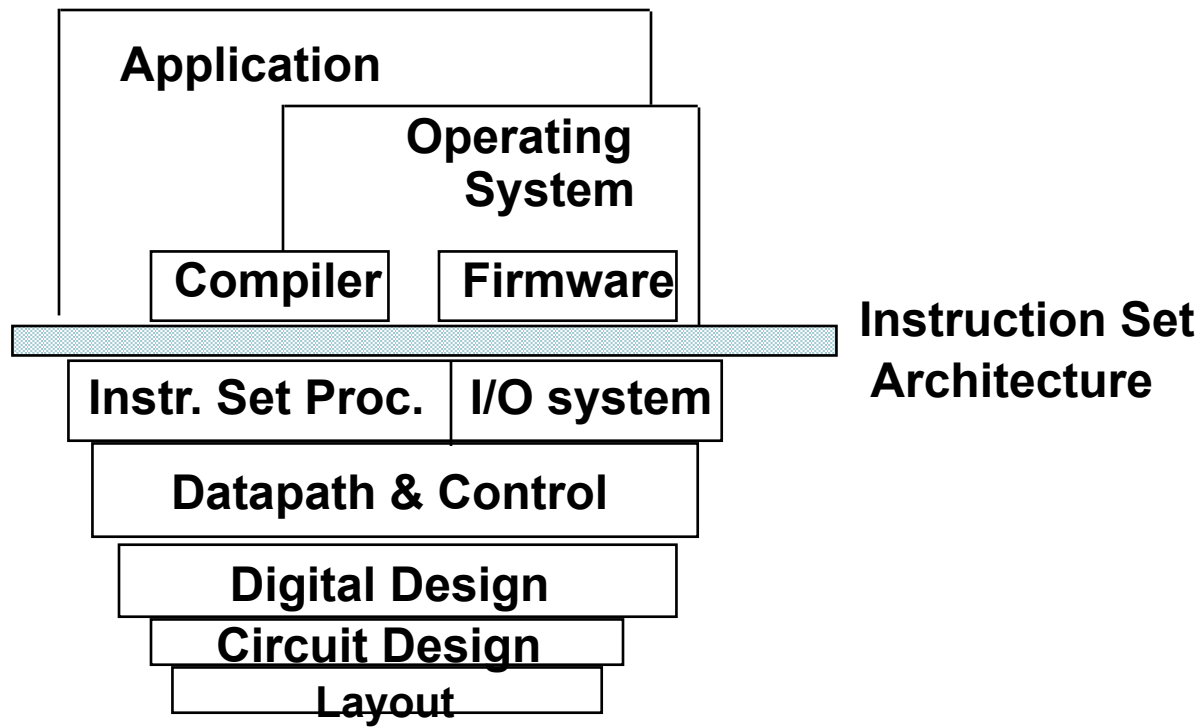 Application
Operating
System
Compiler
Firmware
Instruction Set
Architecture
Instr. Set Proc.
I/O system
Datapath & Control
Digital Design
Circuit Design
Layout